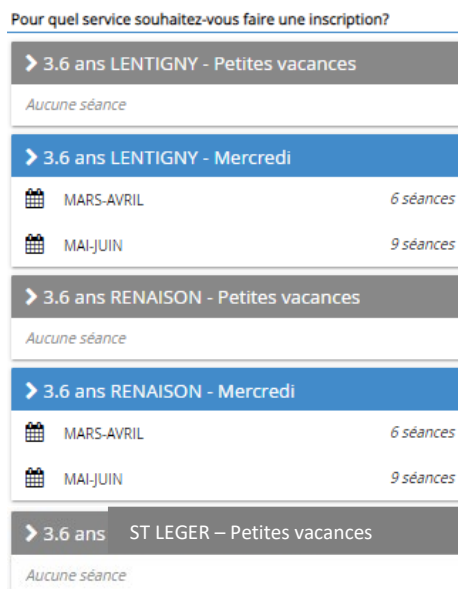 Pour quel service souhaitez-vous faire une inscription?
3.6 ans LENTIGNY - Petites vacances
Aucune séance
3.6 ans LENTIGNY - Mercredi
MARS-AVRIL 6 séances
MAI-JUIN 9 séances
3.6 ans RENAISON - Petites vacances
Aucune séance
3.6 ans RENAISON - Mercredi
MARS-AVRIL 6 séances
MAI-JUIN 9 séances
3.6 ans ST LEGER – Petites vacances
Aucune séance